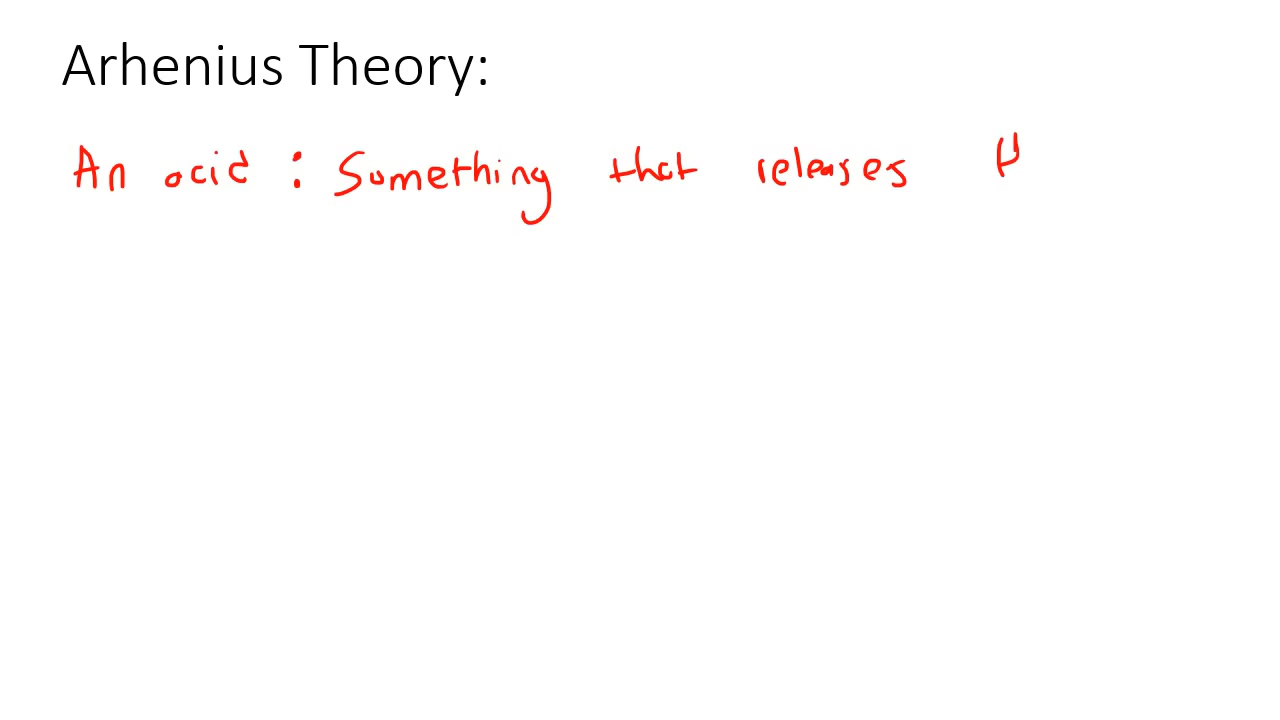 Arhenius Theory:
An acid : Something that releases H